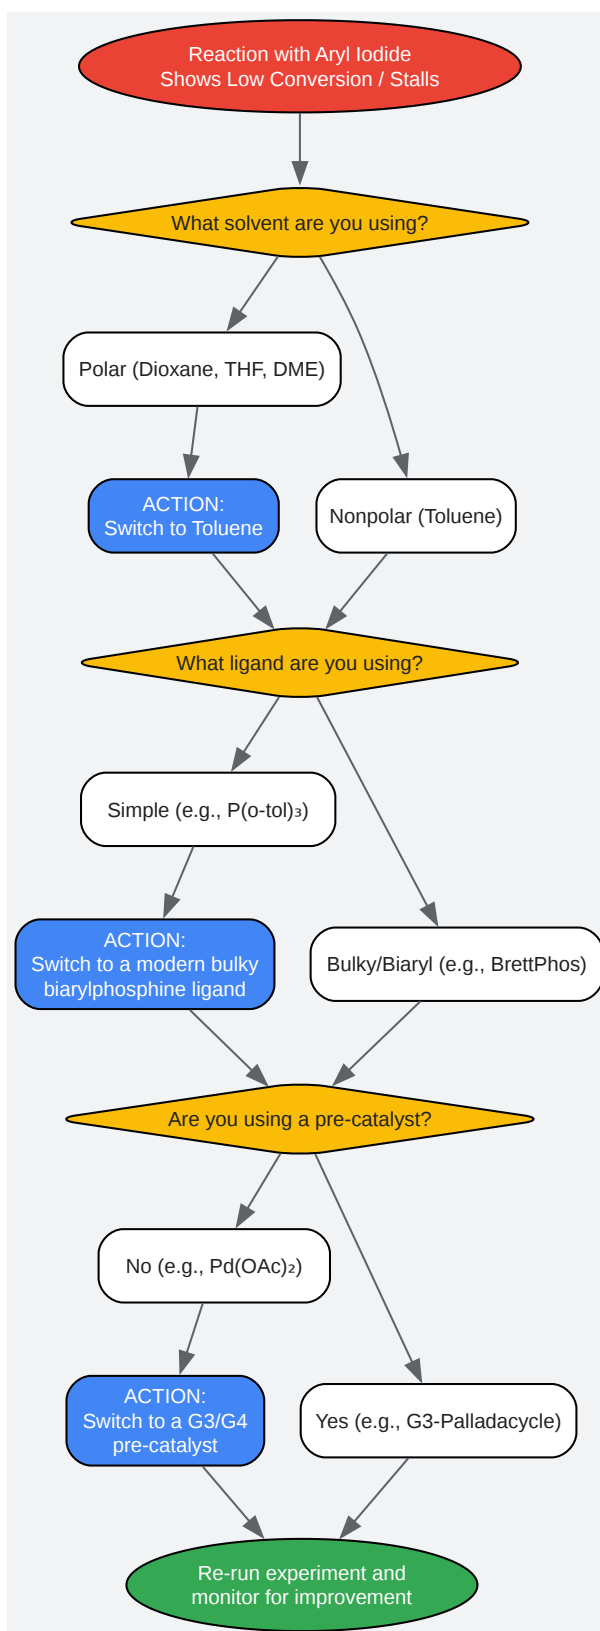 Reaction with Aryl Iodide
Shows Low Conversion / Stalls
What solvent are you using?
Polar (Dioxane, THF, DME)
ACTION:
Switch to Toluene
Nonpolar (Toluene)
What ligand are you using?
Simple (e.g., P(o-tol)₃)
ACTION:
Switch to a modern bulky
biarylphosphine ligand
Bulky/Biaryl (e.g., BrettPhos)
Are you using a pre-catalyst?
No (e.g., Pd(OAc)₂)
ACTION:
Switch to a G3/G4
pre-catalyst
Yes (e.g., G3-Palladacycle)
Re-run experiment and
monitor for improvement